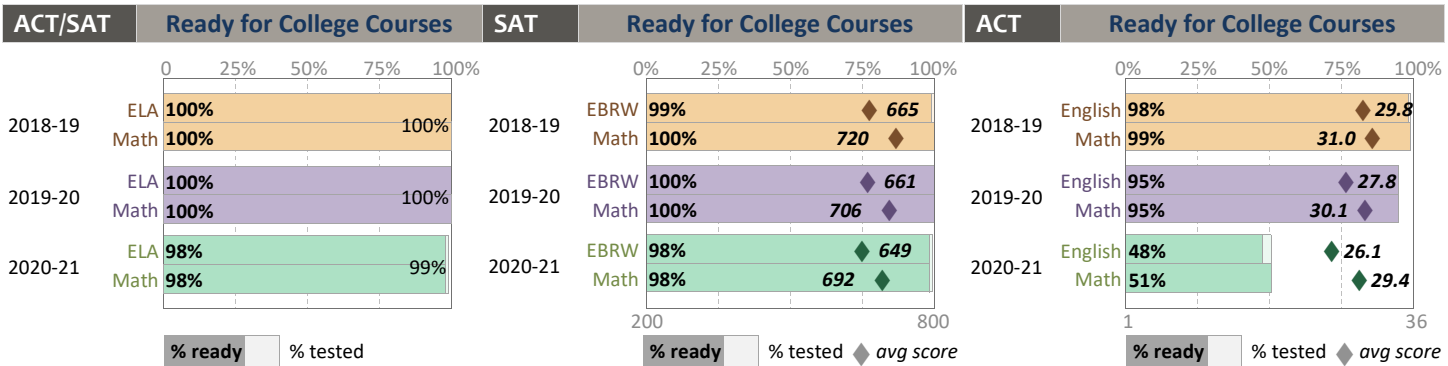 ACT/SAT Ready for College Courses
0 25% 50% 75% 100%
2018-19
ELA 100%
Math 100%
100%
2019-20
ELA 100%
Math 100%
100%
2020-21
ELA 98%
Math 98%
99%
% ready % tested
SAT Ready for College Courses
0% 25% 50% 75% 100%
2018-19
EBRW 99% 665
Math 100% 720
2019-20
EBRW 100% 661
Math 100% 706
2020-21
EBRW 98% 649
Math 98% 692
200 800
% ready % tested avg score
ACT Ready for College Courses
0% 25% 50% 75% 100%
2018-19
English 98% 29.8
Math 99% 31.0
2019-20
English 95% 27.8
Math 95% 30.1
2020-21
English 48% 26.1
Math 51% 29.4
1 36
% ready % tested avg score